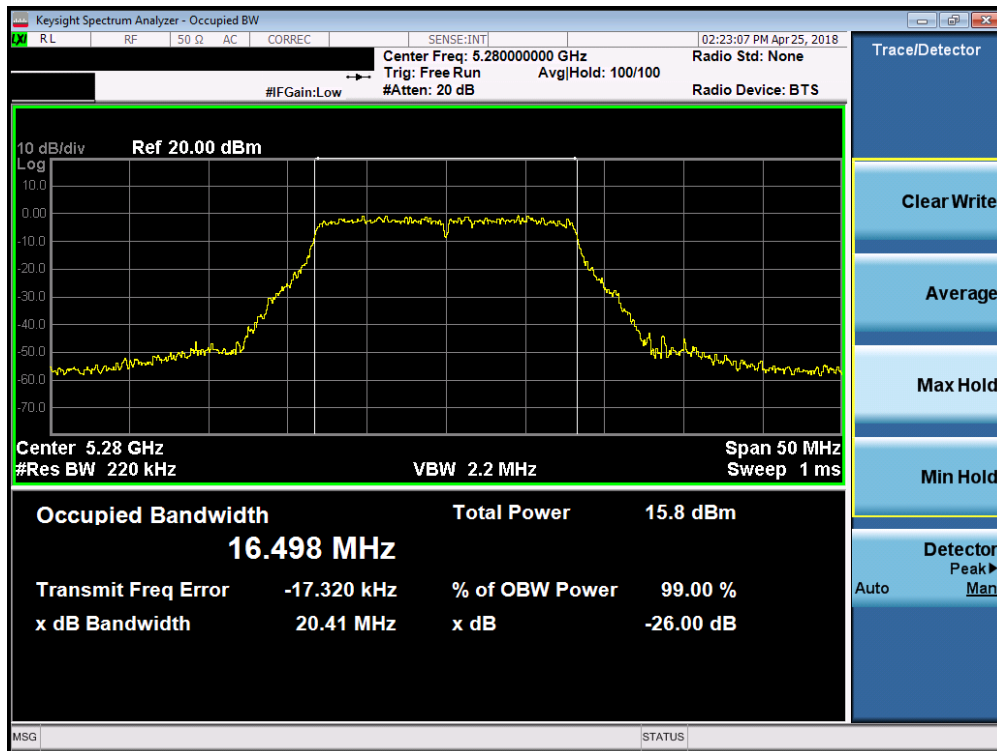 Keysight Spectrum Analyzer - Occupied BW
LXI RL RF 50 Ω AC CORREC SENSE:INT 02:23:07 PM Apr 25, 2018
Center Freq: 5.280000000 GHz Radio Std: None
Trig: Free Run Avg|Hold: 100/100
#IFGain:Low #Atten: 20 dB Radio Device: BTS
Trace/Detector
10 dB/div Ref 20.00 dBm
Log
10.0
0.00
-10.0
-20.0
-30.0
-40.0
-50.0
-60.0
-70.0
Center 5.28 GHz Span 50 MHz
#Res BW 220 kHz VBW 2.2 MHz Sweep 1 ms
Clear Write
Average
Max Hold
Min Hold
Detector
Peak▶
Auto Man
Occupied Bandwidth Total Power 15.8 dBm
16.498 MHz
Transmit Freq Error -17.320 kHz % of OBW Power 99.00 %
x dB Bandwidth 20.41 MHz x dB -26.00 dB
MSG STATUS